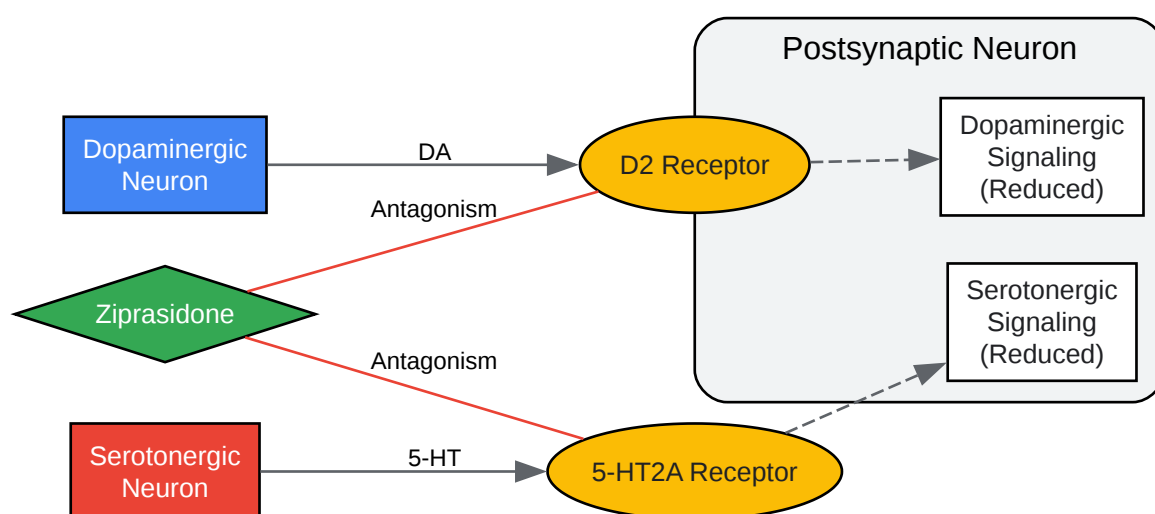 Postsynaptic Neuron
Dopaminergic
Neuron
DA
D2 Receptor
Dopaminergic
Signaling
(Reduced)
Antagonism
Ziprasidone
Antagonism
Serotonergic
Signaling
(Reduced)
Serotonergic
Neuron
5-HT
5-HT2A Receptor